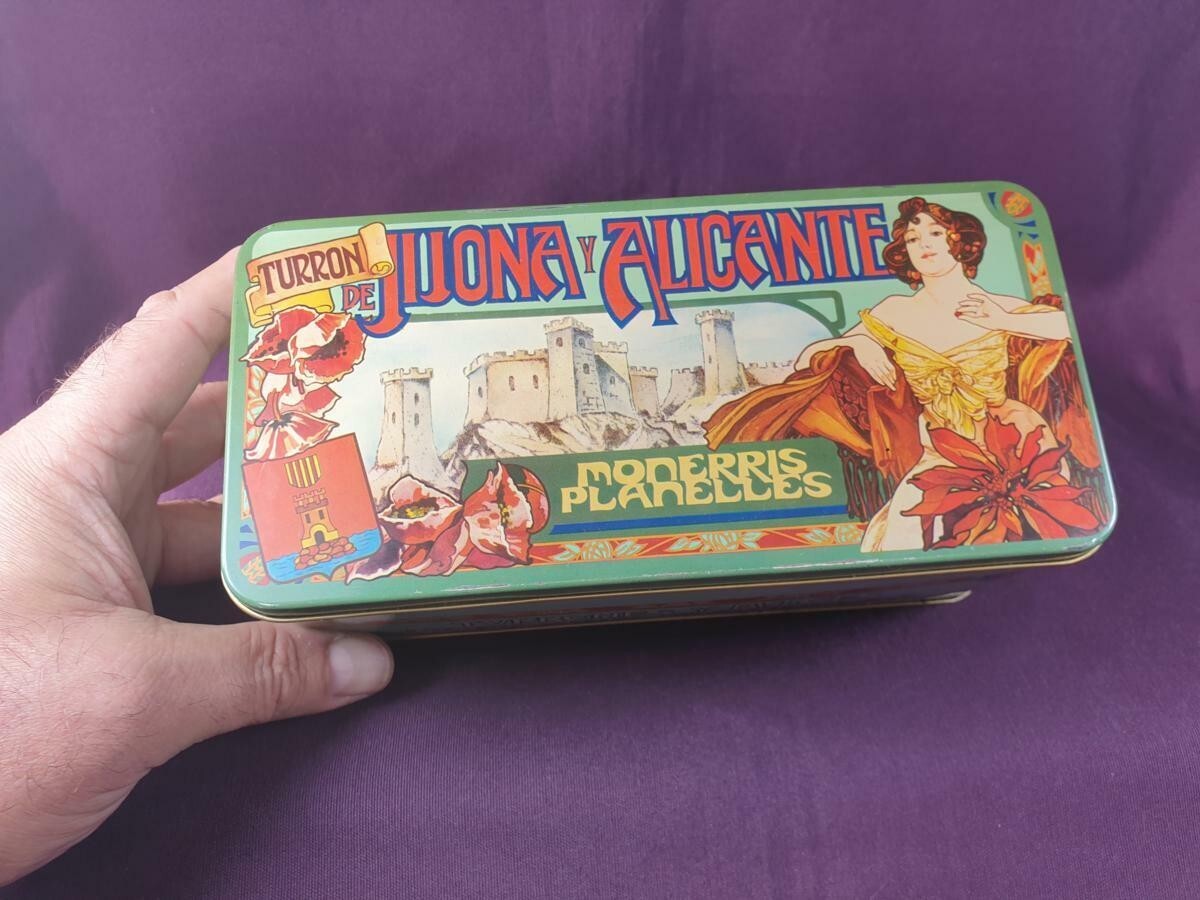 TURRON
DE JIJONA Y ALICANTE
MONERRIS
PLANELLES